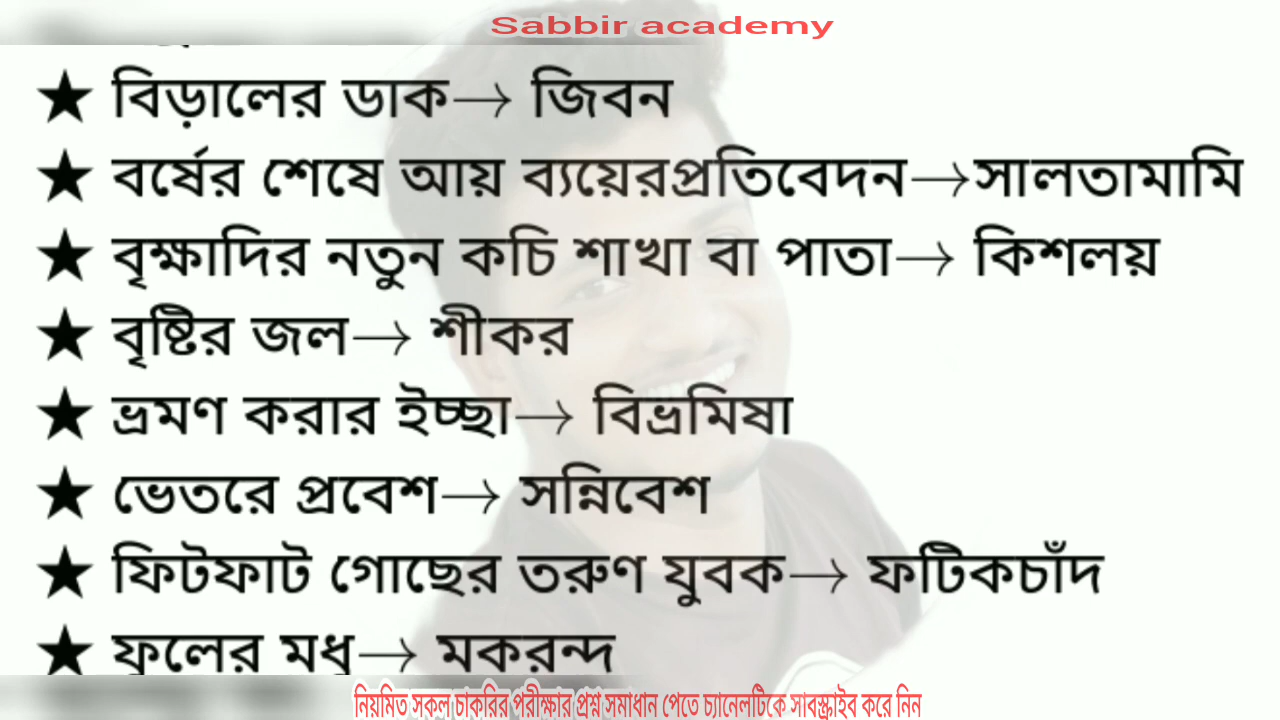 Sabbir academy
★ বিড়ালের ডাক→ জিবন
★ বর্ষের শেষে আয় ব্যয়েরপ্রতিবেদন→সালতামামি
★ বৃক্ষাদির নতুন কচি শাখা বা পাতা→ কিশলয়
★ বৃষ্টির জল→ শীকর
★ ভ্রমণ করার ইচ্ছা→ বিভ্রমিষা
★ ভেতরে প্রবেশ→ সন্নিবেশ
★ ফিটফাট গোছের তরুণ যুবক→ ফটিকচাঁদ
★ ফুলের মধু→ মকরন্দ
নিয়মিত সকল চাকরির পরীক্ষার প্রশ্ন সমাধান পেতে চ্যানেলটিকে সাবস্ক্রাইব করে নিন